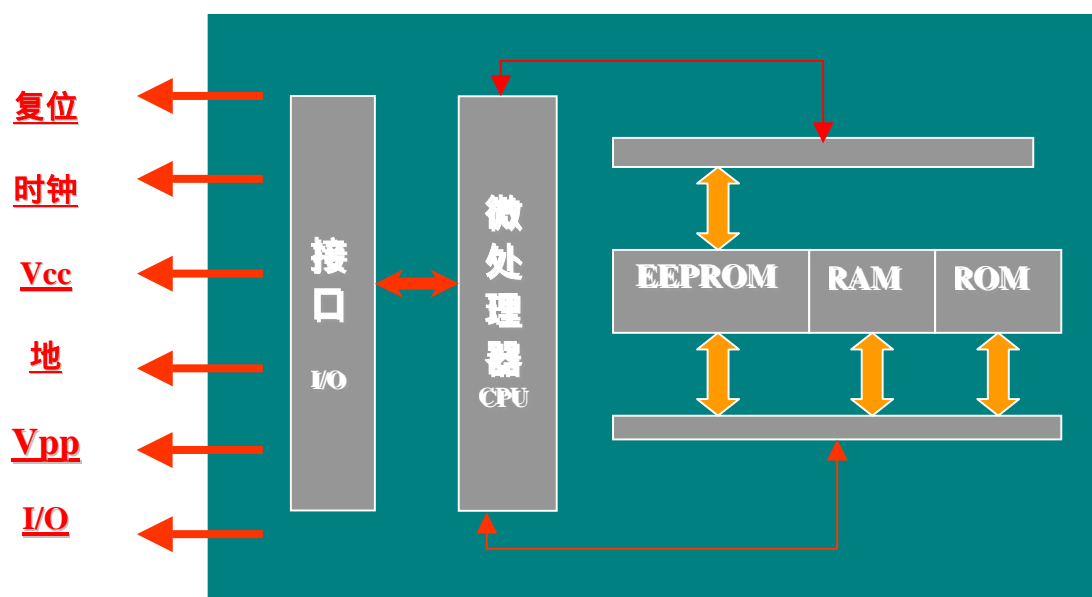 复位
时钟
Vcc
地
Vpp
I/O
接
口
I/O
微
处
理
器
CPU
EEPROM
RAM
ROM